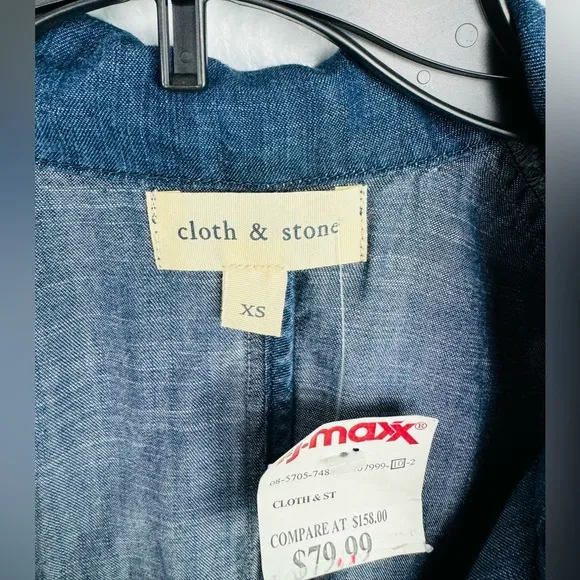 cloth & stone
XS
T-J-maxx®
CLOTH & ST
COMPARE AT $158.00
$79.99